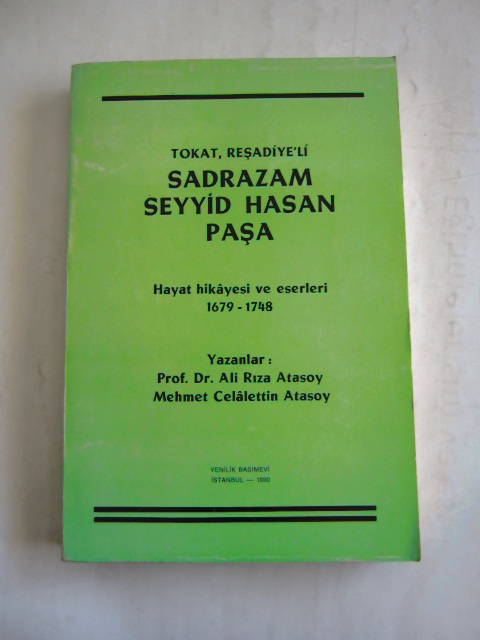 TOKAT, REŞADİYE'Lİ
SADRAZAM
SEYYİD HASAN
PAŞA
Hayat hikâyesi ve eserleri
1679 - 1748
Yazanlar :
Prof. Dr. Ali Rıza Atasoy
Mehmet Celâlettin Atasoy
YENİLİK BASIMEVİ
İSTANBUL — 1980